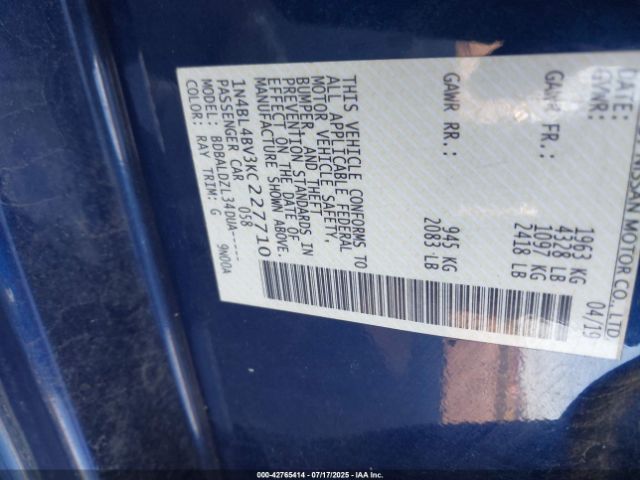 NISSAN MOTOR CO., LTD
DATE: 04/19
GVWR: 1963 KG
4328 LB
GAWR FR: 1097 KG
2418 LB
GAWR RR: 945 KG
2083 LB
THIS VEHICLE CONFORMS TO
ALL APPLICABLE FEDERAL
MOTOR VEHICLE SAFETY,
BUMPER AND THEFT
PREVENTION STANDARDS IN
EFFECT ON THE DATE OF
MANUFACTURE SHOWN ABOVE.
1N4BL4BV3KC227710
PASSENGER CAR 058
MODEL: BDBALDZL34DUA-----
COLOR: RAY TRIM: G 9N00A
000-42765414 | 07/17/2025 | IAA Inc.